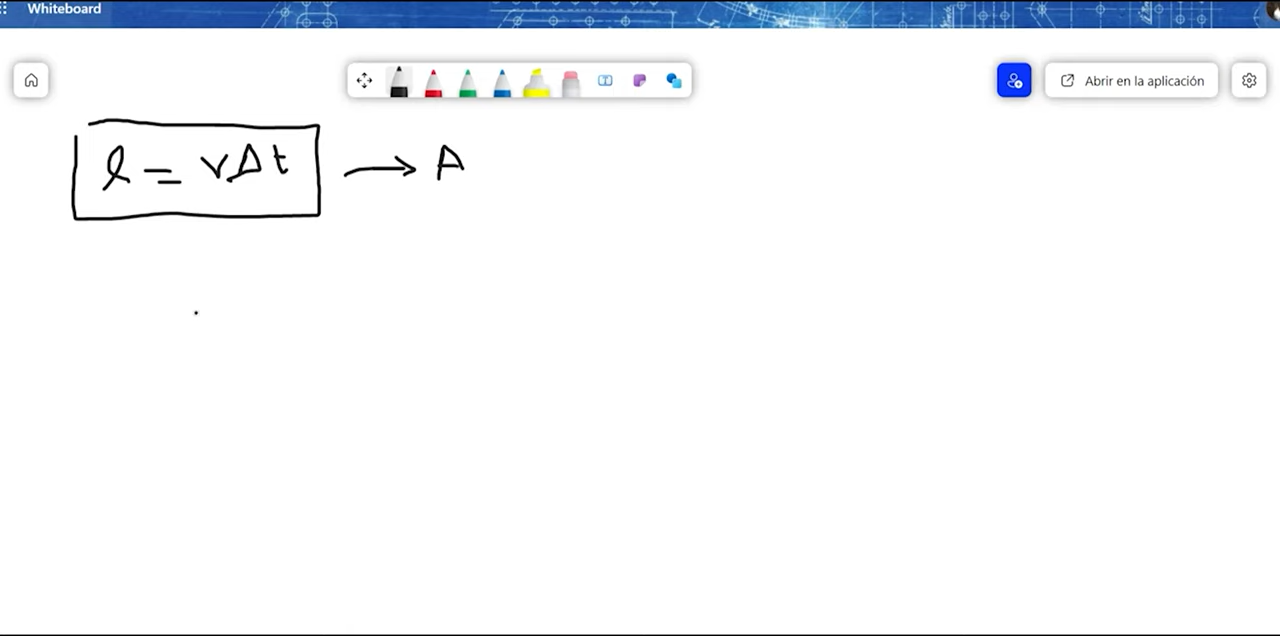 Whiteboard
Abrir en la aplicación
l = vΔt → A